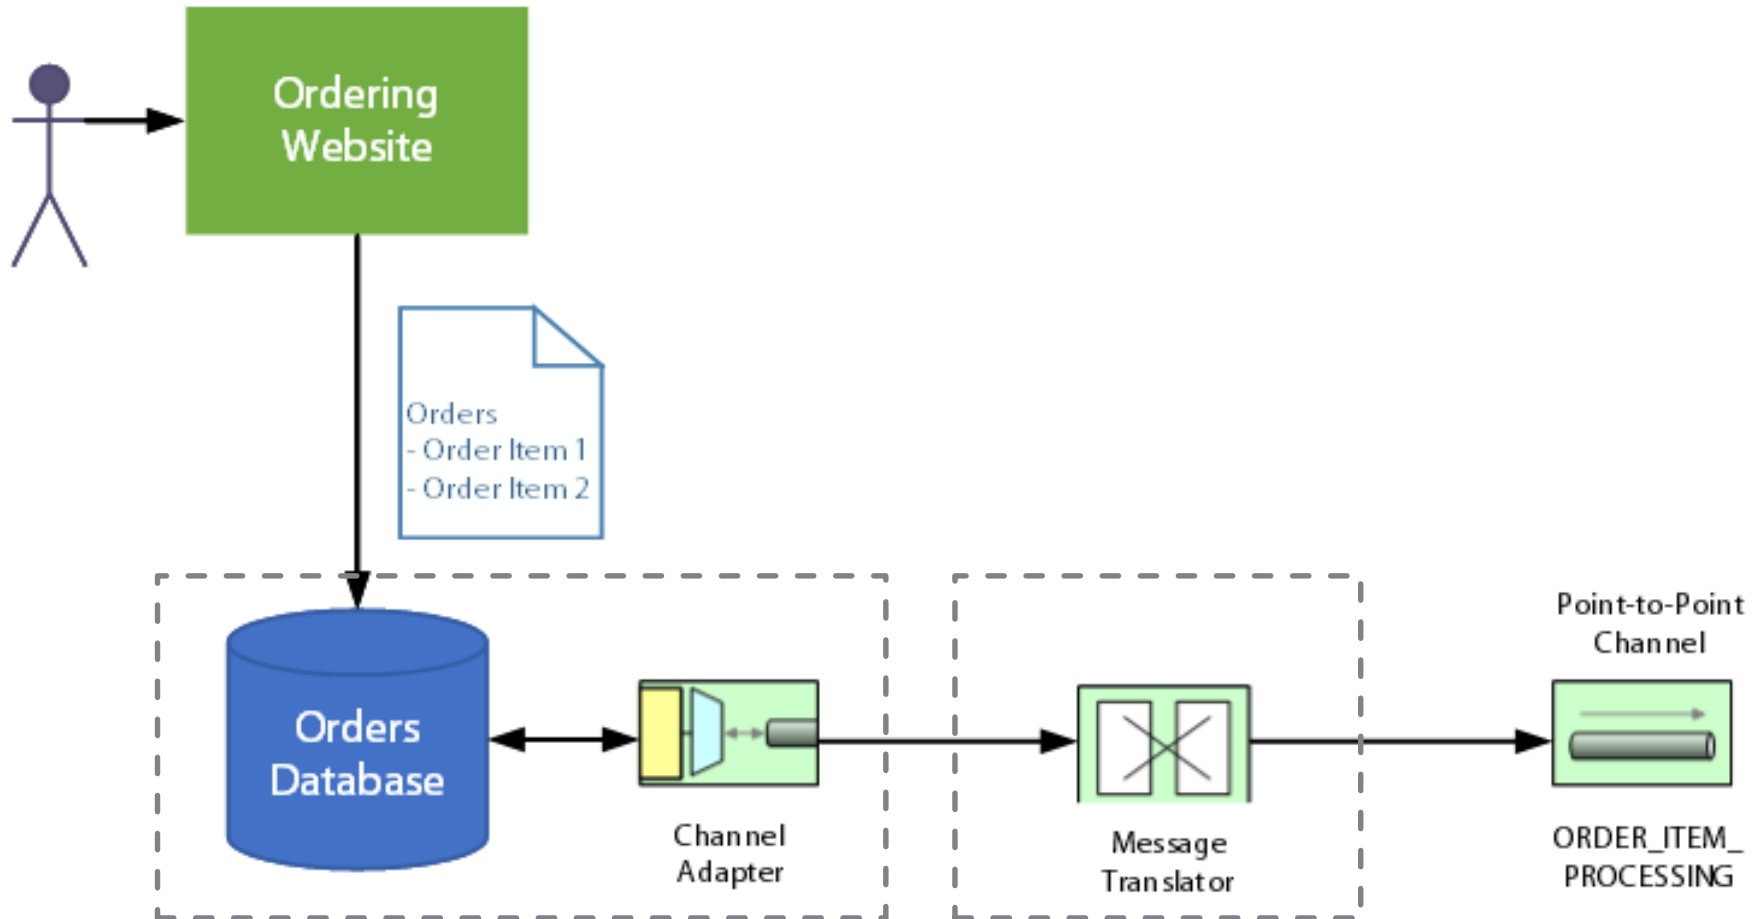 Ordering
Website
Orders
- Order Item 1
- Order Item 2
Orders
Database
Channel
Adapter
Message
Translator
Point-to-Point
Channel
ORDER_ITEM_
PROCESSING